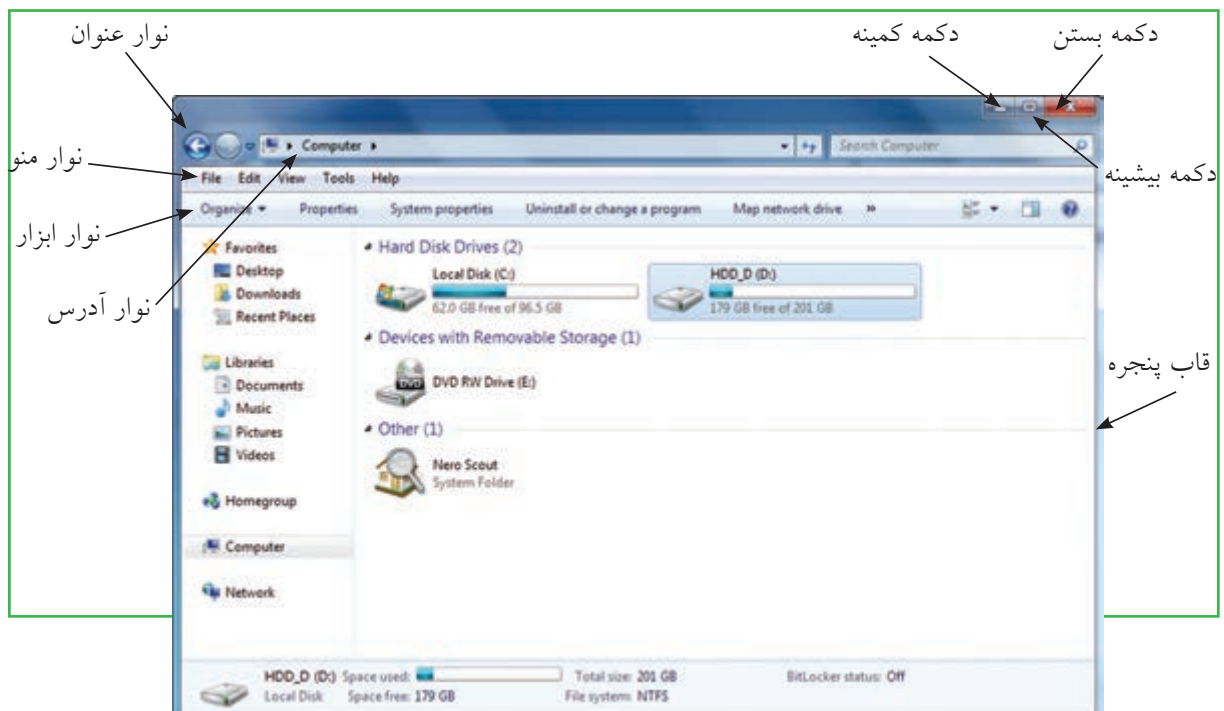 نوار عنوان
دکمه کمینه
دکمه بستن
نوار منو
دکمه بیشینه
نوار ابزار
نوار آدرس
قاب پنجره
Computer
Search Computer
File Edit View Tools Help
Organize Properties System properties Uninstall or change a program Map network drive »
Favorites
Desktop
Downloads
Recent Places
Libraries
Documents
Music
Pictures
Videos
Homegroup
Computer
Network
Hard Disk Drives (2)
Local Disk (C:)
62.0 GB free of 96.5 GB
HDD_D (D:)
179 GB free of 201 GB
Devices with Removable Storage (1)
DVD
DVD RW Drive (E:)
Other (1)
Nero Scout
System Folder
HDD_D (D:) Space used: Total size: 201 GB BitLocker status: Off
Local Disk Space free: 179 GB File system: NTFS